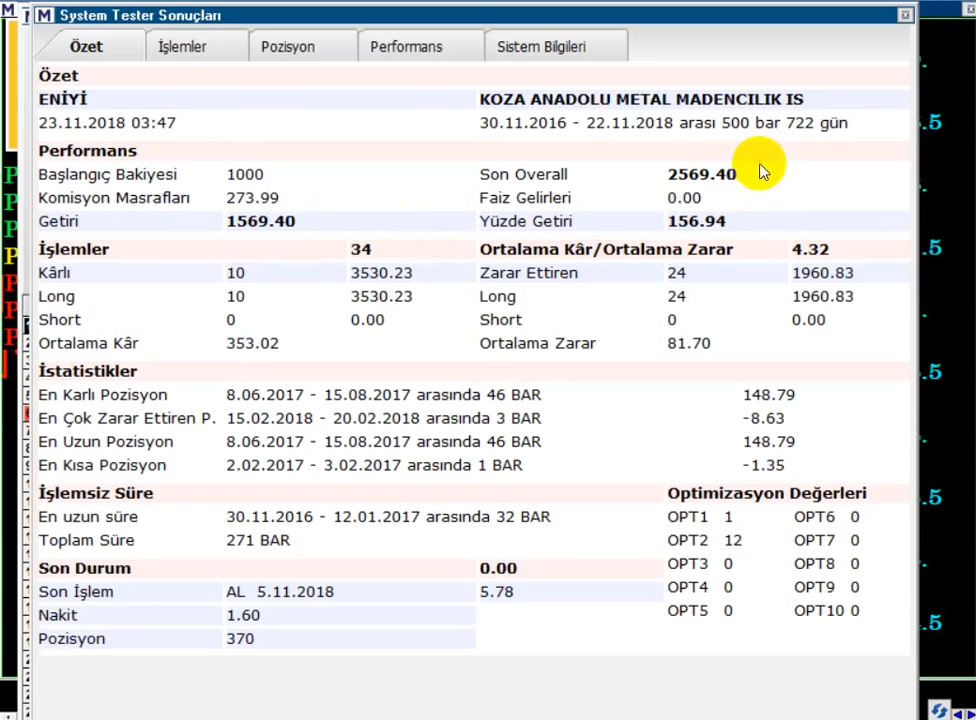 System Tester Sonuçları
Özet İşlemler Pozisyon Performans Sistem Bilgileri
Özet
ENİYİ KOZA ANADOLU METAL MADENCILIK IS
23.11.2018 03:47 30.11.2016 - 22.11.2018 arası 500 bar 722 gün
Performans
Başlangıç Bakiyesi 1000 Son Overall 2569.40
Komisyon Masrafları 273.99 Faiz Gelirleri 0.00
Getiri 1569.40 Yüzde Getiri 156.94
İşlemler 34 Ortalama Kâr/Ortalama Zarar 4.32
Kârlı 10 3530.23 Zarar Ettiren 24 1960.83
Long 10 3530.23 Long 24 1960.83
Short 0 0.00 Short 0 0.00
Ortalama Kâr 353.02 Ortalama Zarar 81.70
İstatistikler
En Karlı Pozisyon 8.06.2017 - 15.08.2017 arasında 46 BAR 148.79
En Çok Zarar Ettiren P. 15.02.2018 - 20.02.2018 arasında 3 BAR -8.63
En Uzun Pozisyon 8.06.2017 - 15.08.2017 arasında 46 BAR 148.79
En Kısa Pozisyon 2.02.2017 - 3.02.2017 arasında 1 BAR -1.35
İşlemsiz Süre Optimizasyon Değerleri
En uzun süre 30.11.2016 - 12.01.2017 arasında 32 BAR OPT1 1 OPT6 0
Toplam Süre 271 BAR OPT2 12 OPT7 0
OPT3 0 OPT8 0
Son Durum 0.00
Son İşlem AL 5.11.2018 5.78 OPT4 0 OPT9 0
Nakit 1.60 OPT5 0 OPT10 0
Pozisyon 370